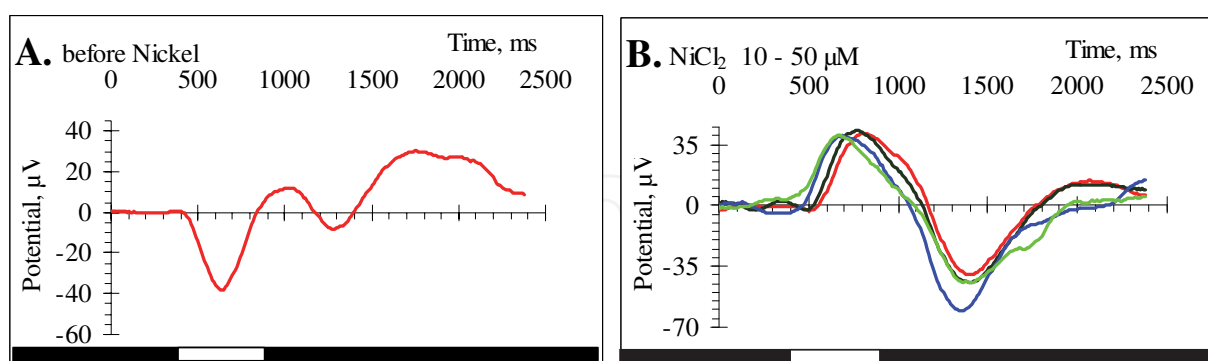 A. before Nickel
Time, ms
0 500 1000 1500 2000 2500
Potential, µV
40
20
0
-20
-40
-60
B. NiCl₂ 10 - 50 µM
Time, ms
0 500 1000 1500 2000 2500
Potential, µV
35
0
-35
-70